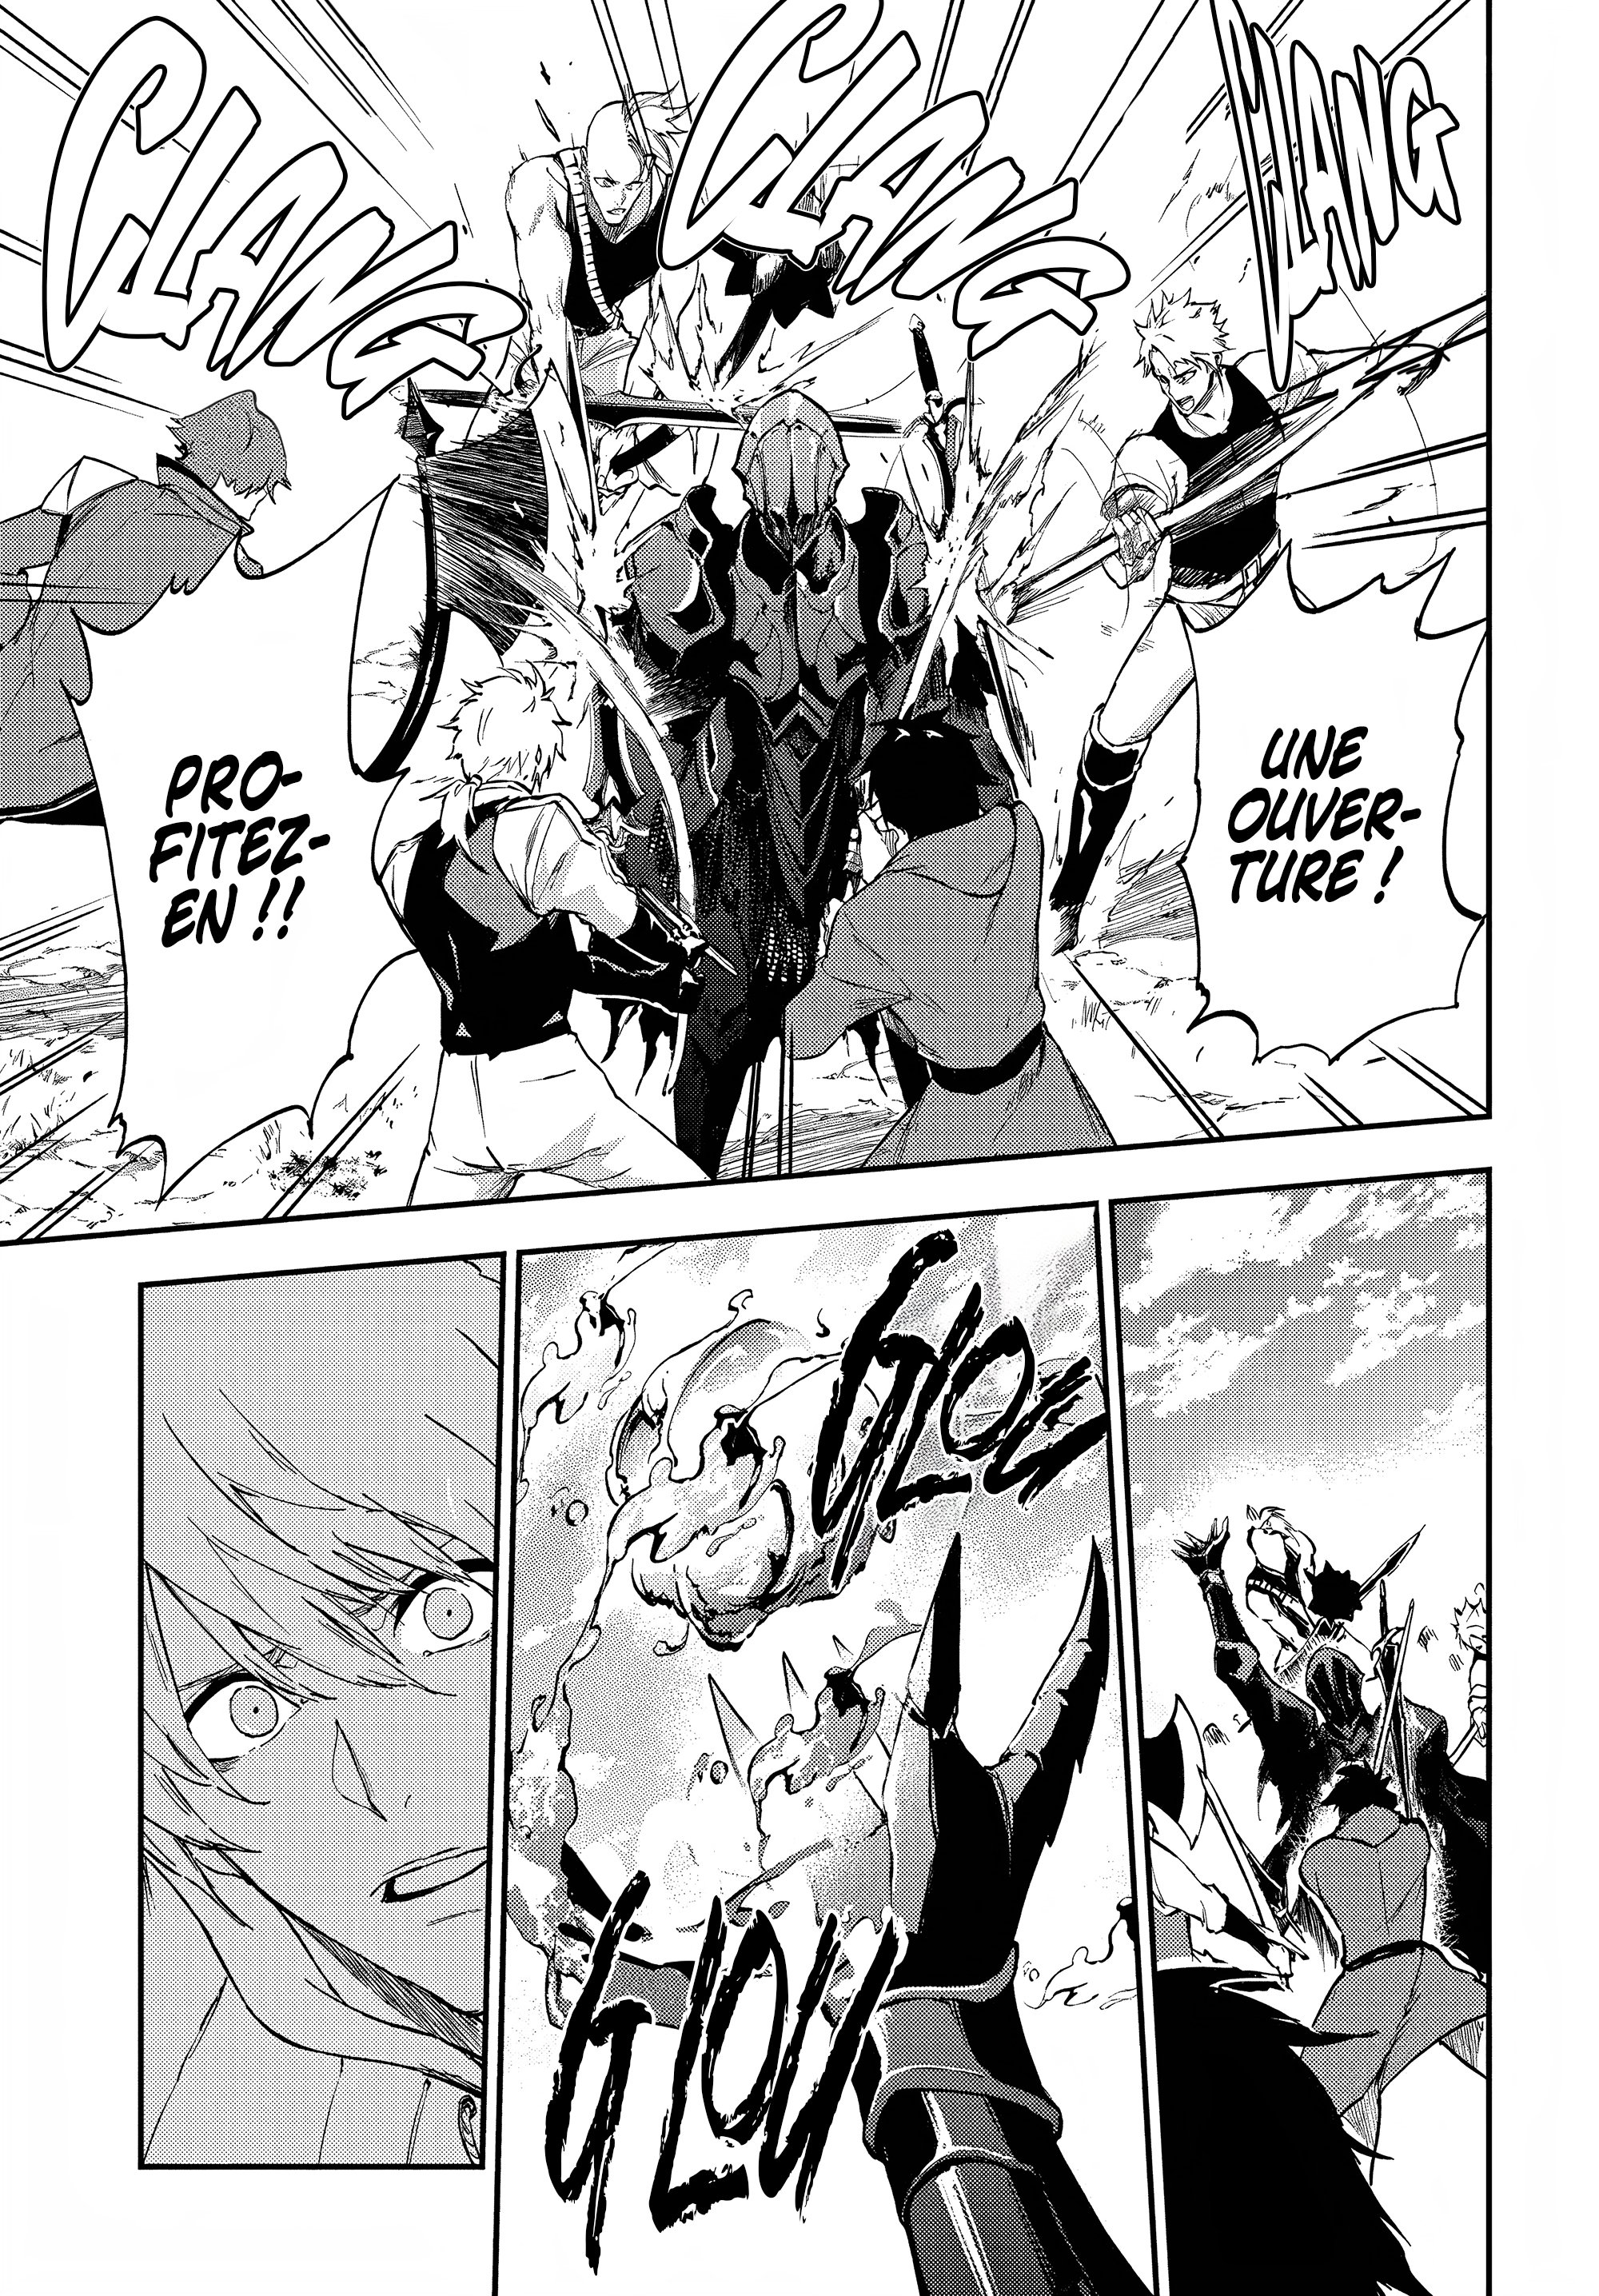 CLANG
CLANG
CLANG
UNE
OUVER-
TURE !
PRO-
FITEZ-
EN !!
GLOU
GLOU